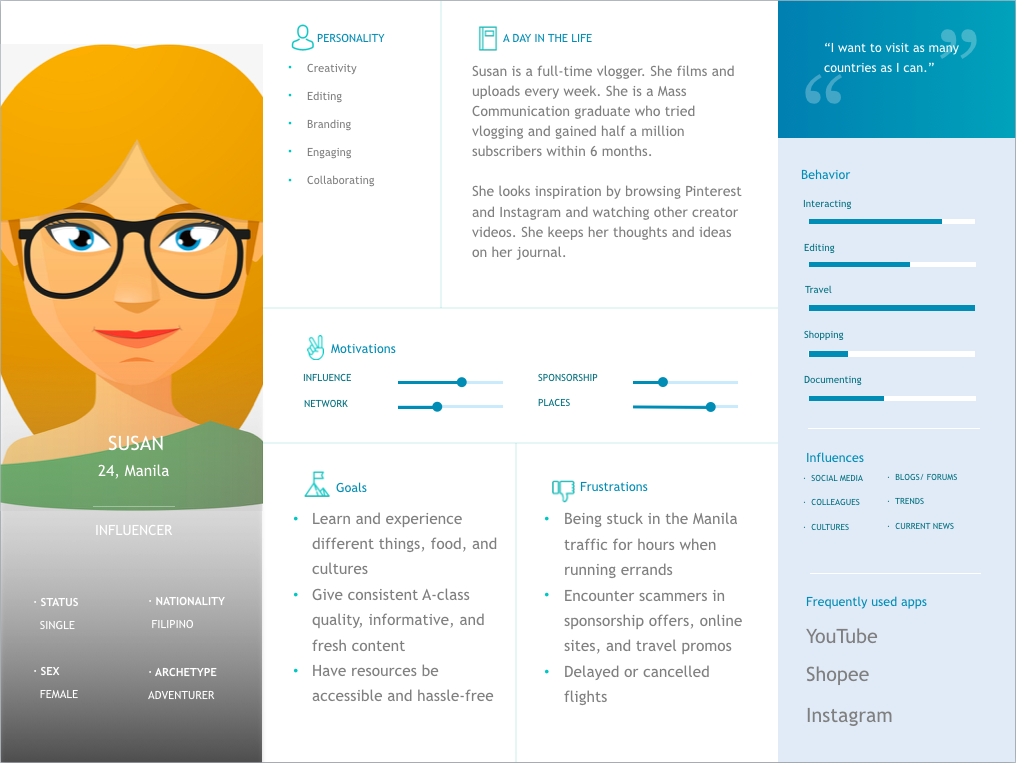 SUSAN
24, Manila
INFLUENCER
· STATUS
SINGLE
· NATIONALITY
FILIPINO
· SEX
FEMALE
· ARCHETYPE
ADVENTURER
PERSONALITY
• Creativity
• Editing
• Branding
• Engaging
• Collaborating
A DAY IN THE LIFE
Susan is a full-time vlogger. She films and
uploads every week. She is a Mass
Communication graduate who tried
vlogging and gained half a million
subscribers within 6 months.
She looks inspiration by browsing Pinterest
and Instagram and watching other creator
videos. She keeps her thoughts and ideas
on her journal.
Motivations
INFLUENCE
NETWORK
SPONSORSHIP
PLACES
Goals
• Learn and experience
different things, food, and
cultures
• Give consistent A-class
quality, informative, and
fresh content
• Have resources be
accessible and hassle-free
Frustrations
• Being stuck in the Manila
traffic for hours when
running errands
• Encounter scammers in
sponsorship offers, online
sites, and travel promos
• Delayed or cancelled
flights
“I want to visit as many
countries as I can.”
Behavior
Interacting
Editing
Travel
Shopping
Documenting
Influences
· SOCIAL MEDIA
· COLLEAGUES
· CULTURES
· BLOGS/ FORUMS
· TRENDS
· CURRENT NEWS
Frequently used apps
YouTube
Shopee
Instagram